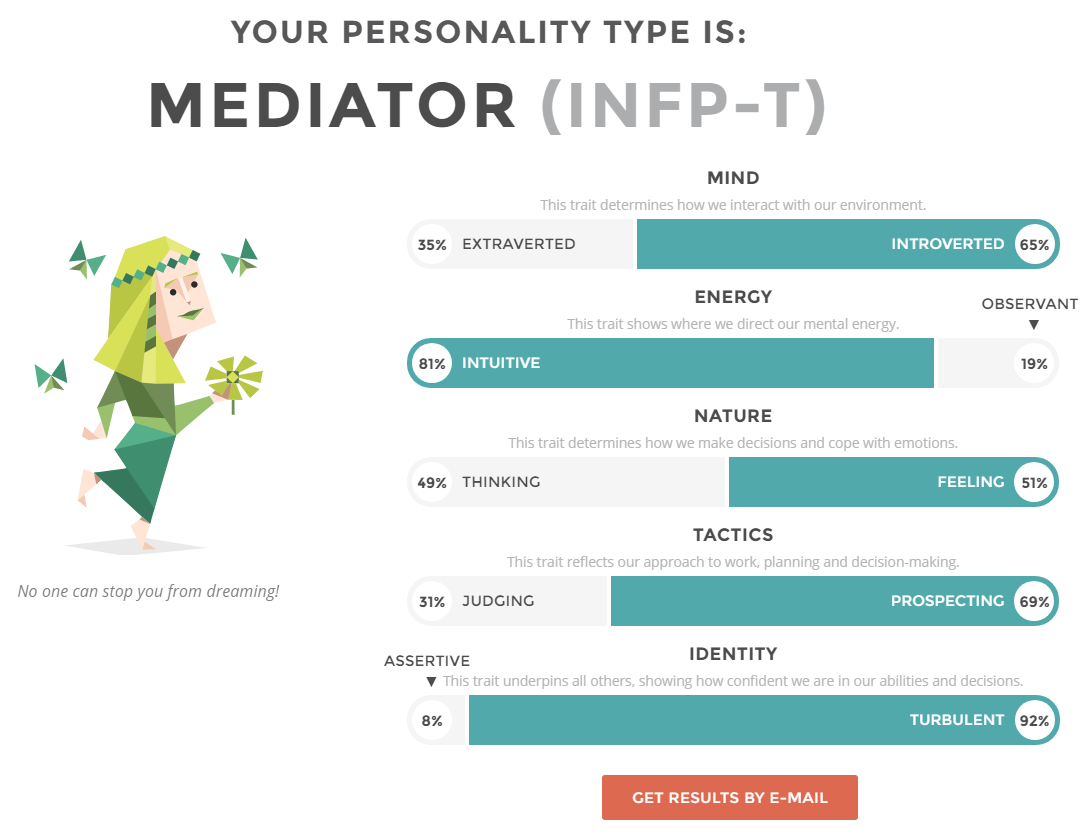 YOUR PERSONALITY TYPE IS:
MEDIATOR (INFP-T)
MIND
This trait determines how we interact with our environment.
35% EXTRAVERTED INTROVERTED 65%
ENERGY
OBSERVANT
This trait shows where we direct our mental energy.
81% INTUITIVE 19%
NATURE
This trait determines how we make decisions and cope with emotions.
49% THINKING FEELING 51%
TACTICS
This trait reflects our approach to work, planning and decision-making.
31% JUDGING PROSPECTING 69%
No one can stop you from dreaming!
IDENTITY
ASSERTIVE
This trait underpins all others, showing how confident we are in our abilities and decisions.
8% TURBULENT 92%
GET RESULTS BY E-MAIL